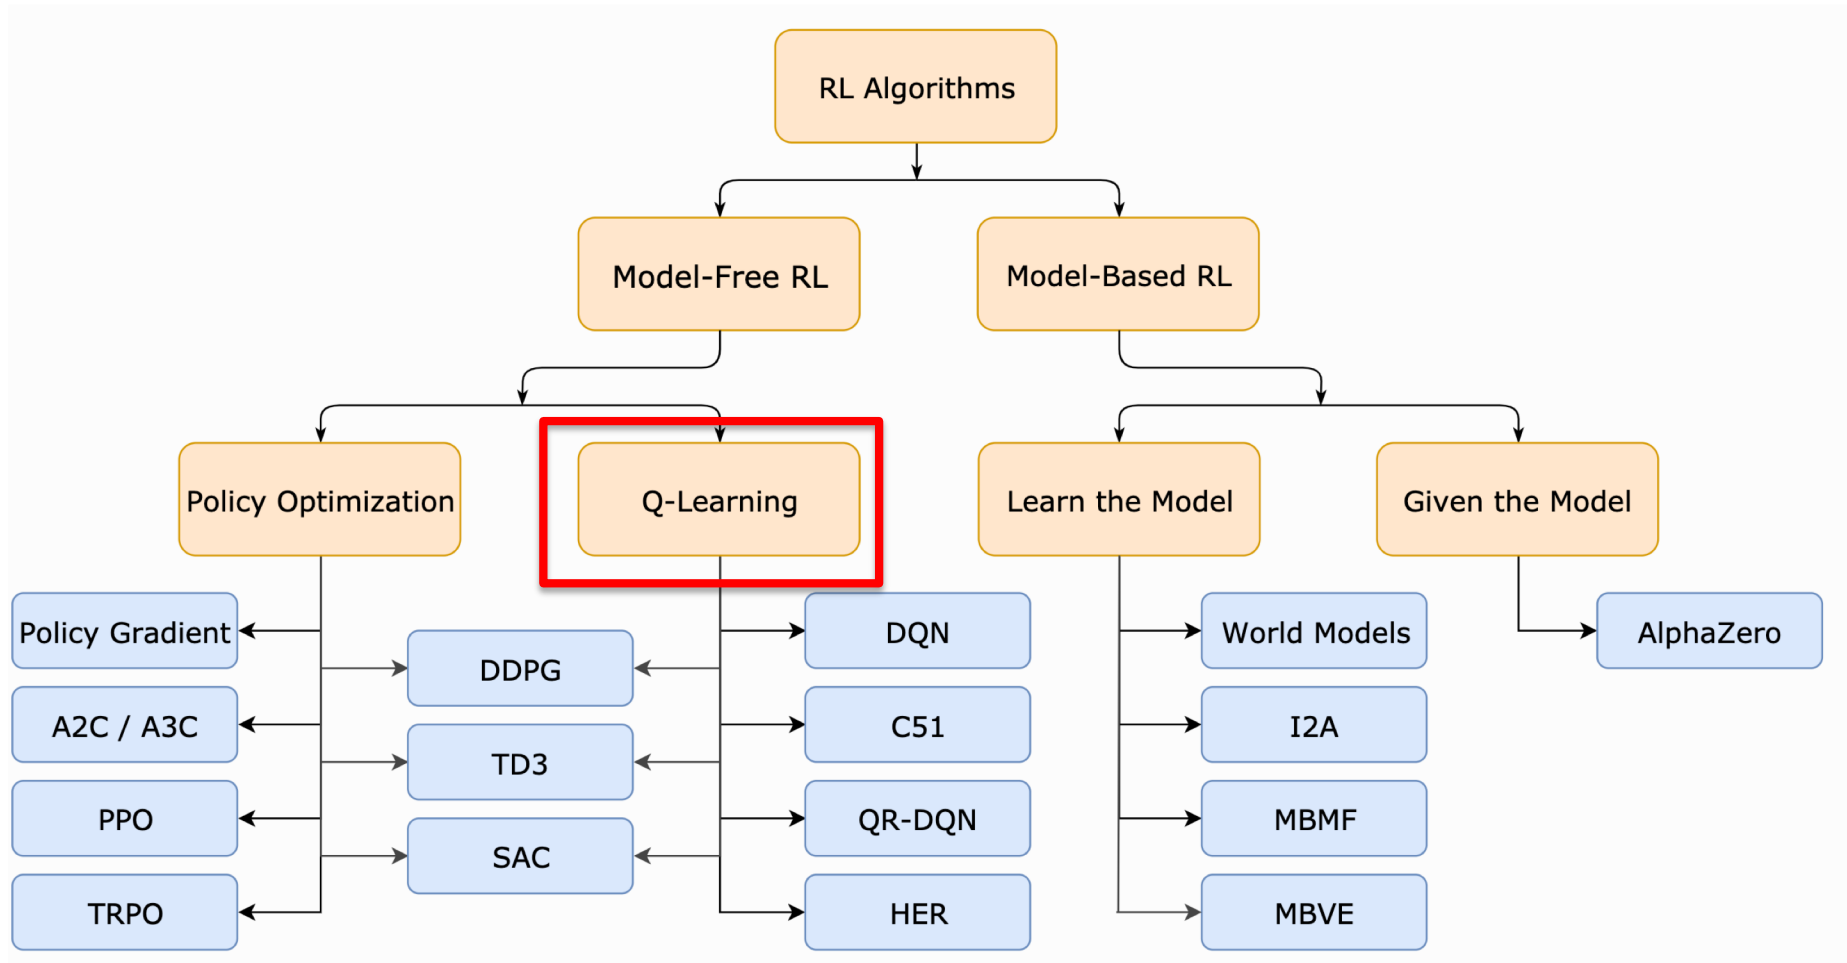 RL Algorithms
Model-Free RL
Model-Based RL
Policy Optimization
Q-Learning
Learn the Model
Given the Model
Policy Gradient
DDPG
DQN
World Models
AlphaZero
A2C / A3C
TD3
C51
I2A
PPO
SAC
QR-DQN
MBMF
TRPO
HER
MBVE